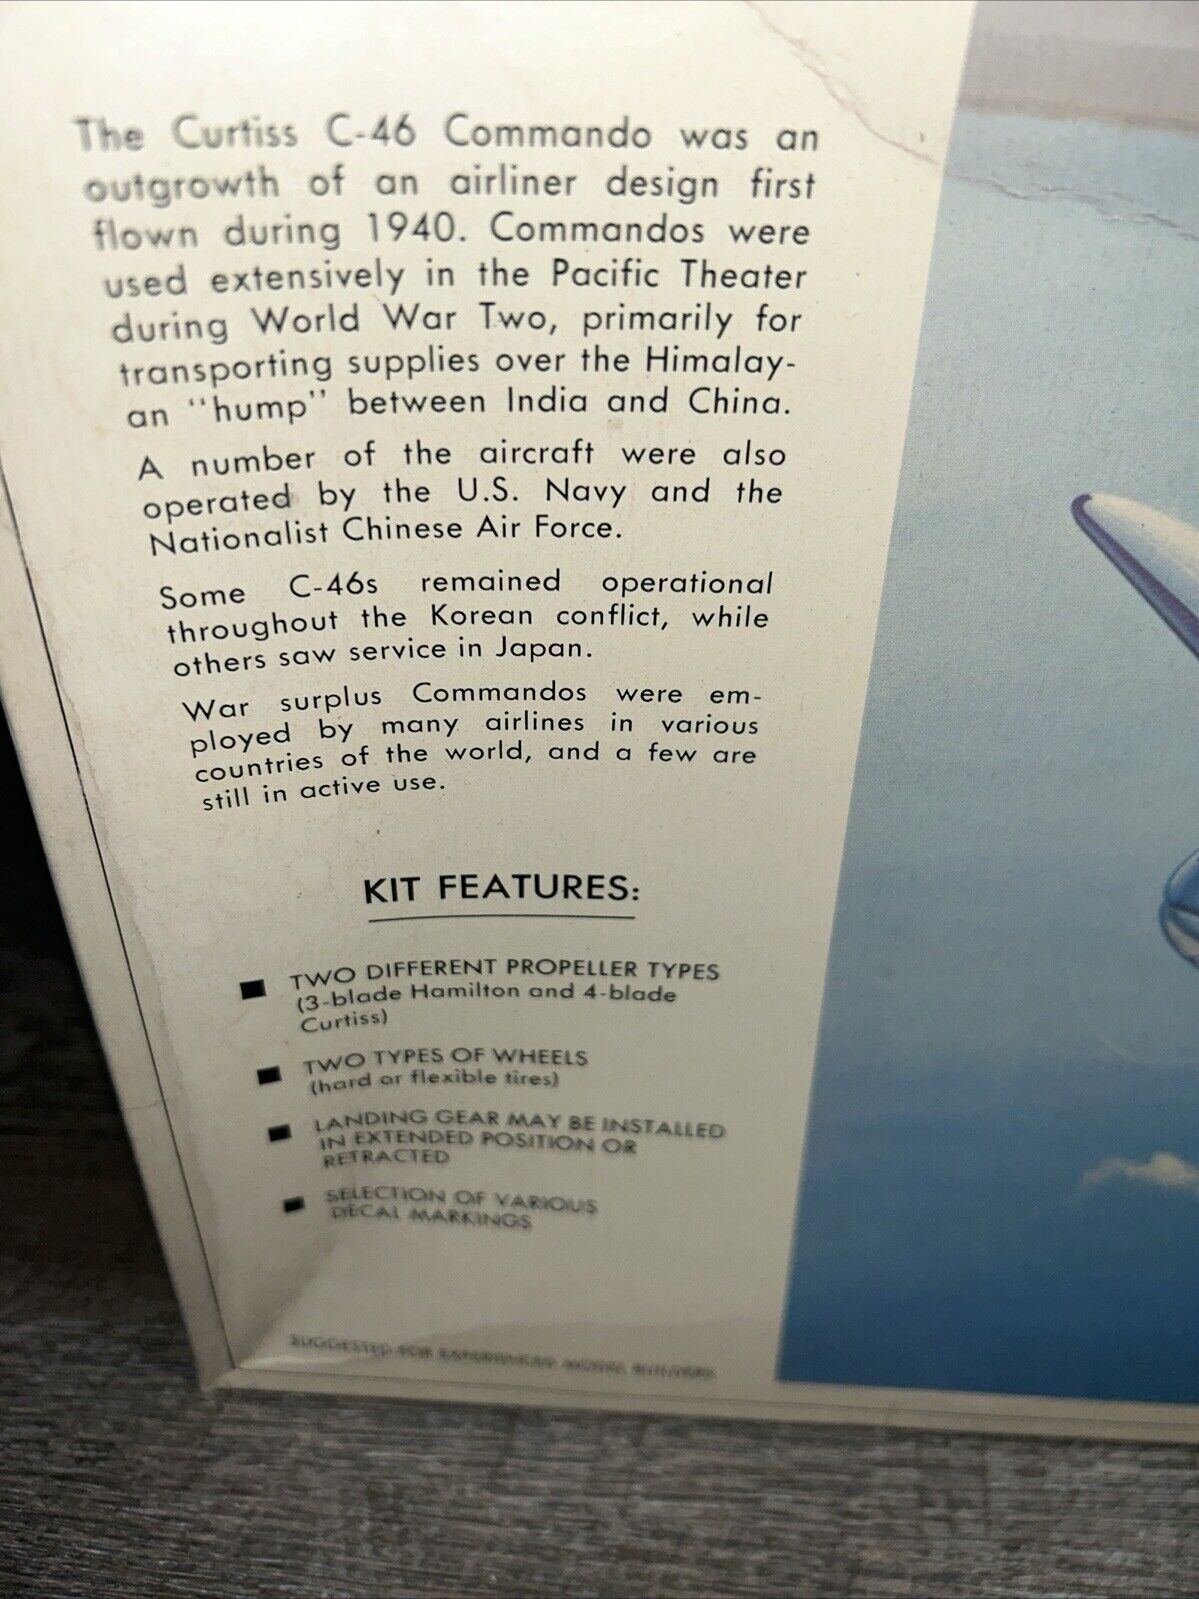 The Curtiss C-46 Commando was an
outgrowth of an airliner design first
flown during 1940. Commandos were
used extensively in the Pacific Theater
during World War Two, primarily for
transporting supplies over the Himalay-
an "hump" between India and China.
A number of the aircraft were also
operated by the U.S. Navy and the
Nationalist Chinese Air Force.
Some C-46s remained operational
throughout the Korean conflict, while
others saw service in Japan.
War surplus Commandos were em-
ployed by many airlines in various
countries of the world, and a few are
still in active use.
KIT FEATURES:
■ TWO DIFFERENT PROPELLER TYPES
(3-blade Hamilton and 4-blade
Curtiss)
■ TWO TYPES OF WHEELS
(hard or flexible tires)
■ LANDING GEAR MAY BE INSTALLED
IN EXTENDED POSITION OR
RETRACTED
■ SELECTION OF VARIOUS
DECAL MARKINGS
SUGGESTED FOR EXPERIENCED MODEL BUILDERS